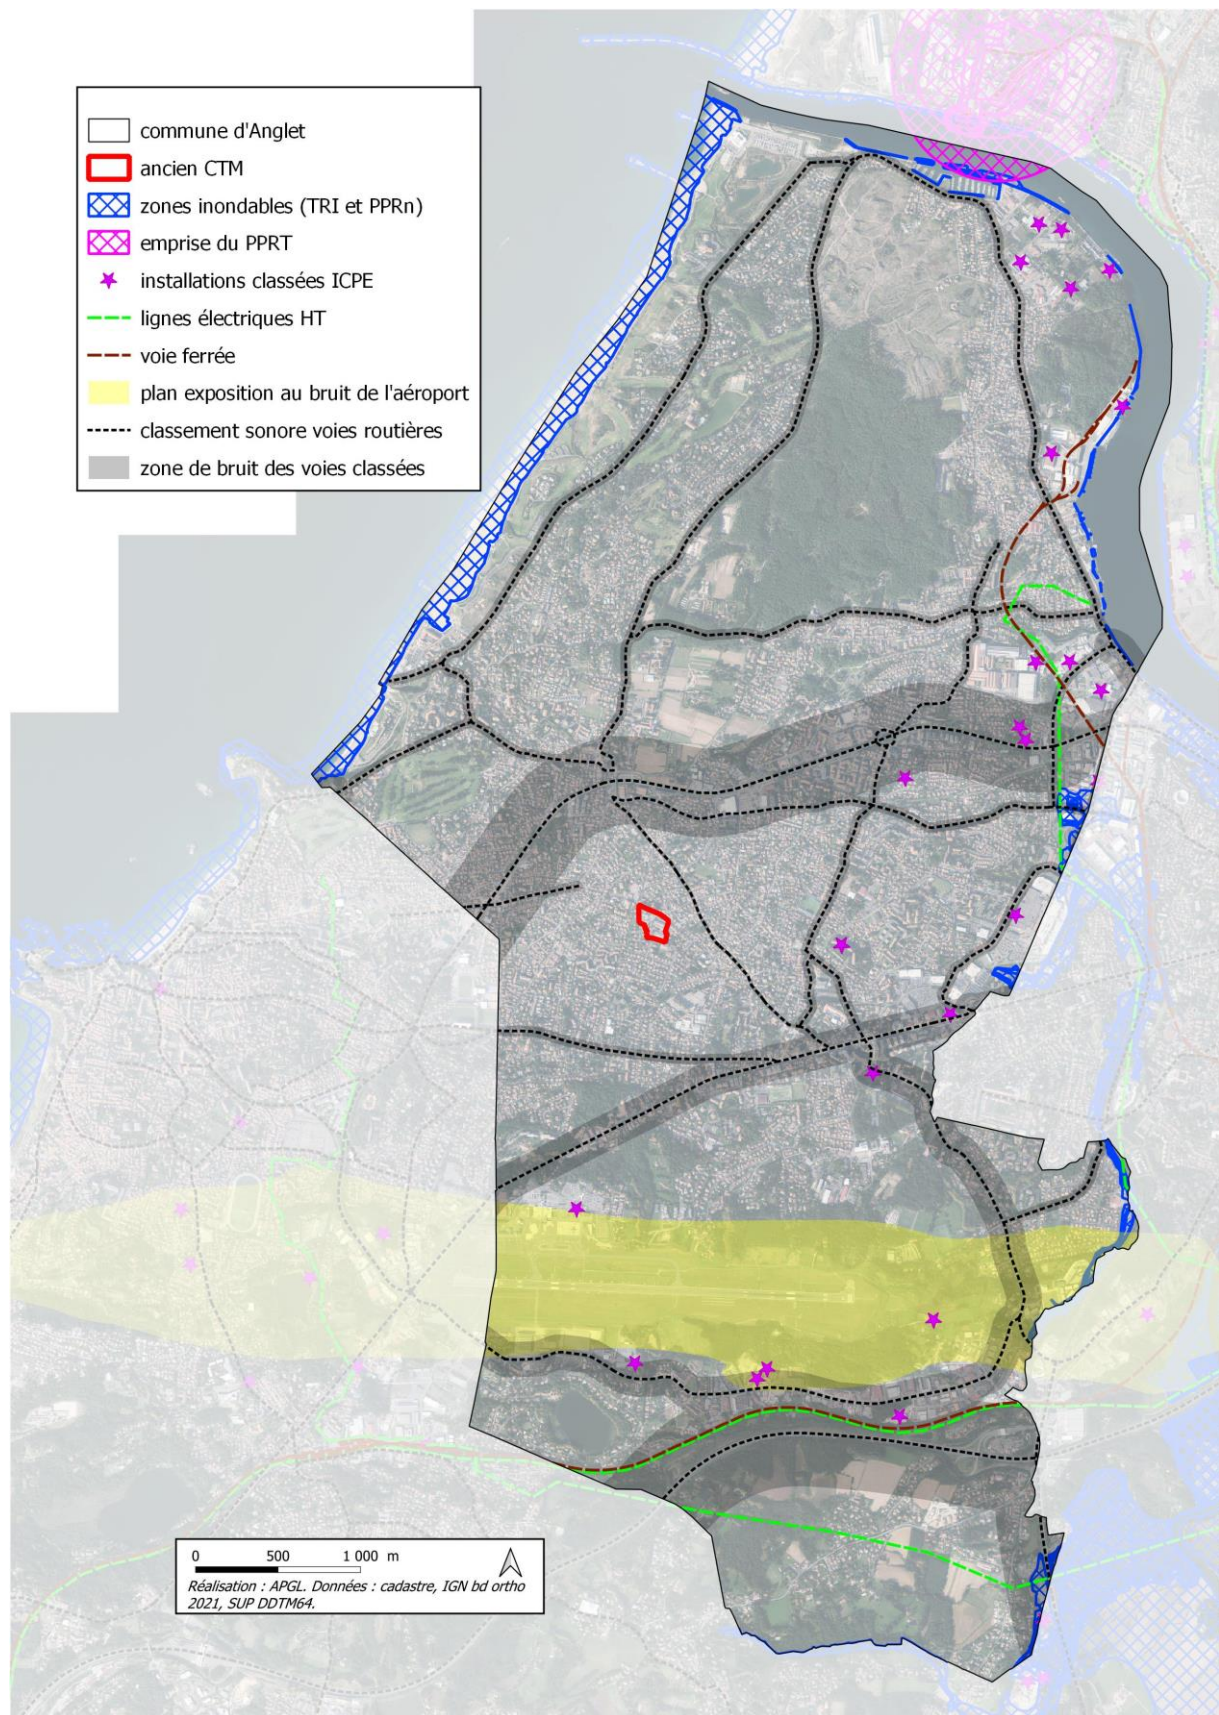 commune d'Anglet
ancien CTM
zones inondables (TRI et PPRn)
emprise du PPRT
installations classées ICPE
lignes électriques HT
voie ferrée
plan exposition au bruit de l'aéroport
classement sonore voies routières
zone de bruit des voies classées
0 500 1 000 m
Réalisation : APGL. Données : cadastre, IGN bd ortho
2021, SUP DDTM64.